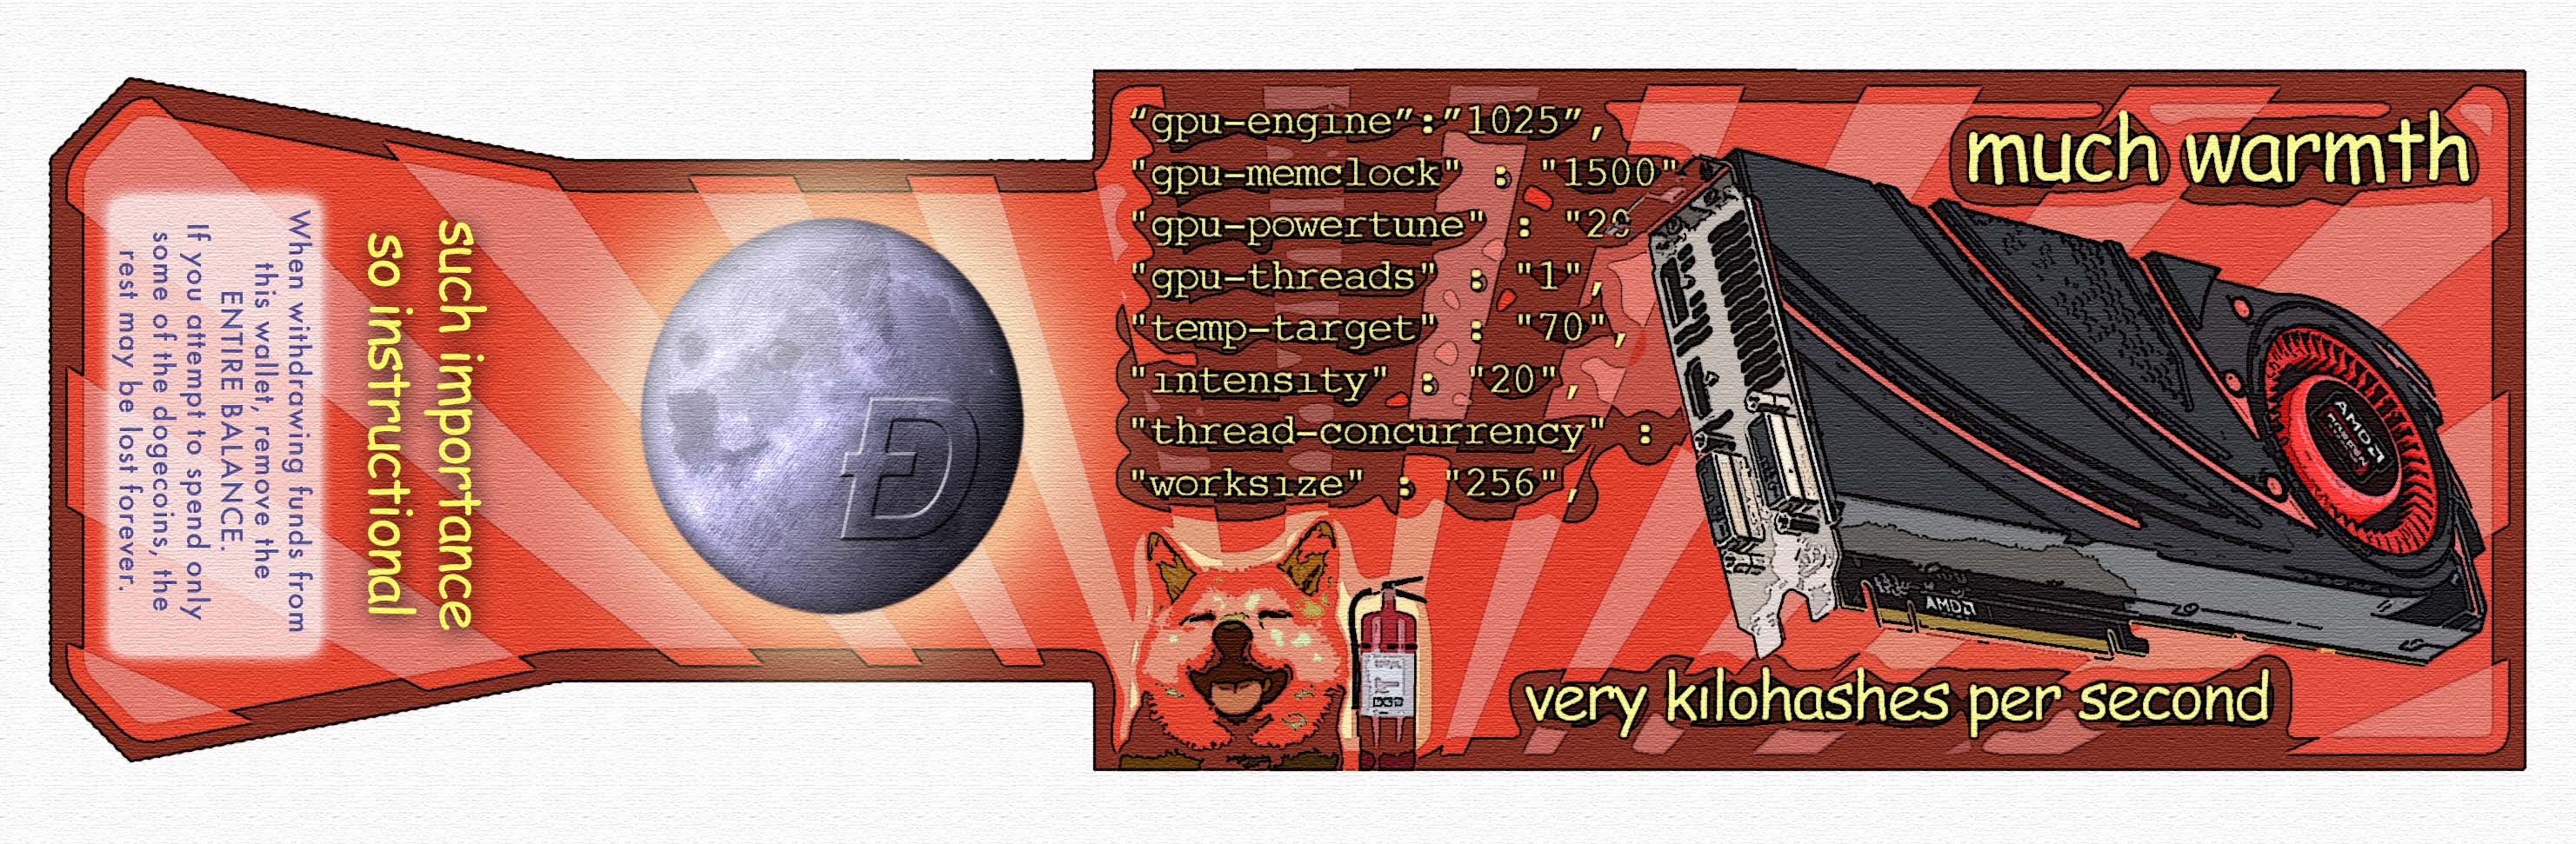 such importance
so instructional
When withdrawing funds from
this wallet, remove the
ENTIRE BALANCE.
If you attempt to spend only
some of the dogecoins, the
rest may be lost forever.
Ð
“gpu-engine”:”1025”,
"gpu-memclock" : "1500"
"gpu-powertune" : "20
"gpu-threads" : "1",
"temp-target" : "70",
"intensity" : "20",
"thread-concurrency" :
"worksize" : "256",
much warmth
AMD
RADEON
AMD
very kilohashes per second